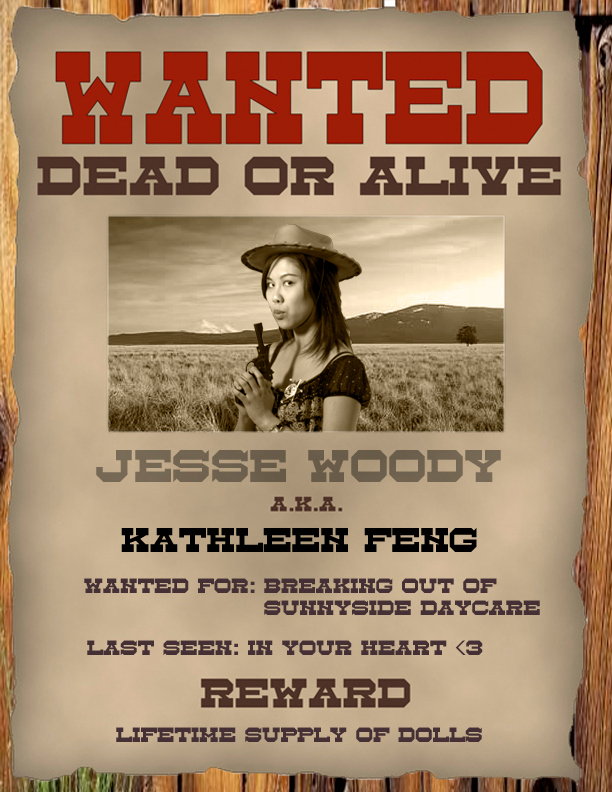 WANTED
DEAD OR ALIVE
JESSE WOODY
A.K.A.
KATHLEEN FENG
WANTED FOR: BREAKING OUT OF
SUNNYSIDE DAYCARE
LAST SEEN: IN YOUR HEART <3
REWARD
LIFETIME SUPPLY OF DOLLS